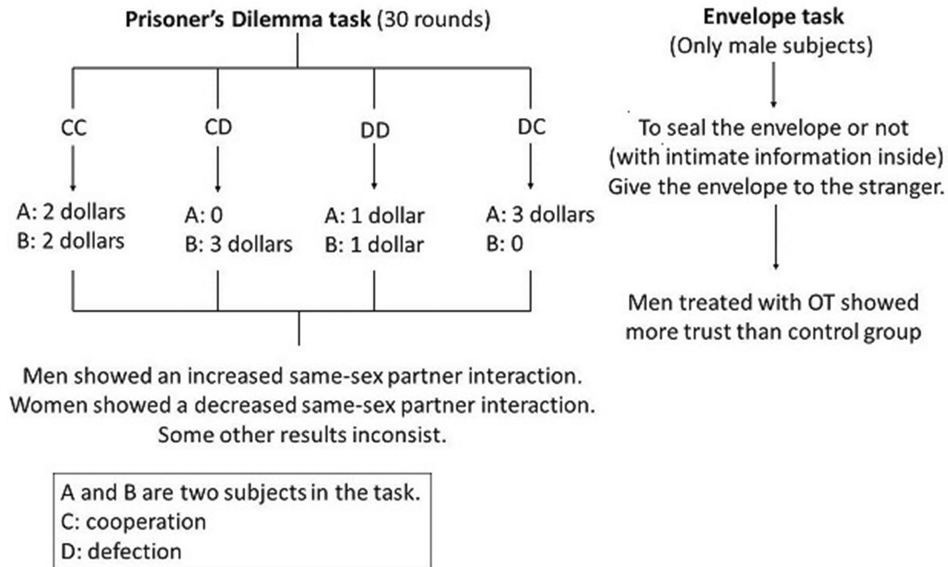 Prisoner's Dilemma task (30 rounds)
CC
CD
DD
DC
A: 2 dollars
B: 2 dollars
A: 0
B: 3 dollars
A: 1 dollar
B: 1 dollar
A: 3 dollars
B: 0
Men showed an increased same-sex partner interaction.
Women showed a decreased same-sex partner interaction.
Some other results inconsist.
A and B are two subjects in the task.
C: cooperation
D: defection
Envelope task
(Only male subjects)
To seal the envelope or not
(with intimate information inside)
Give the envelope to the stranger.
Men treated with OT showed
more trust than control group